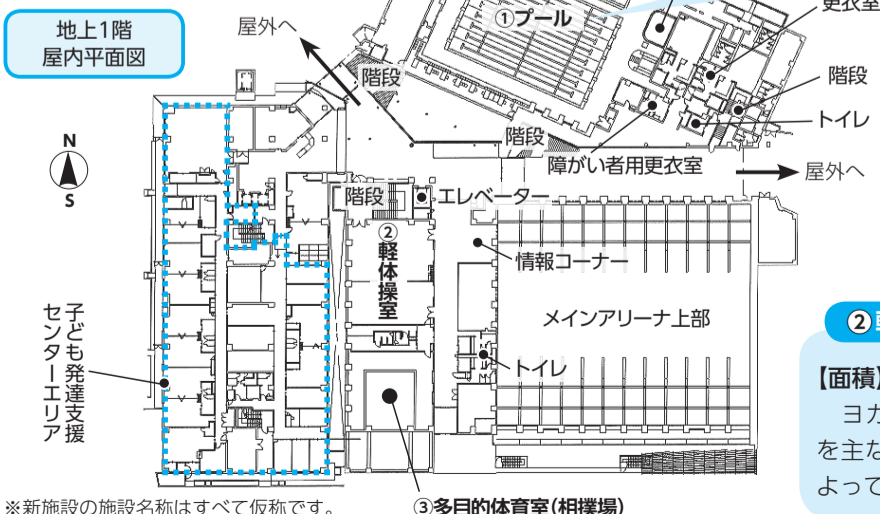 地上1階
屋内平面図
屋外へ
①プール
更衣室
階段
階段
トイレ
階段
障がい者用更衣室
屋外へ
N
S
階段
エレベーター
②軽体操室
情報コーナー
メインアリーナ上部
子ども発達支援
センターエリア
トイレ
②
【面積】
ヨガ
を主な
よって
※新施設の施設名称はすべて仮称です。
③多目的体育室(相撲場)